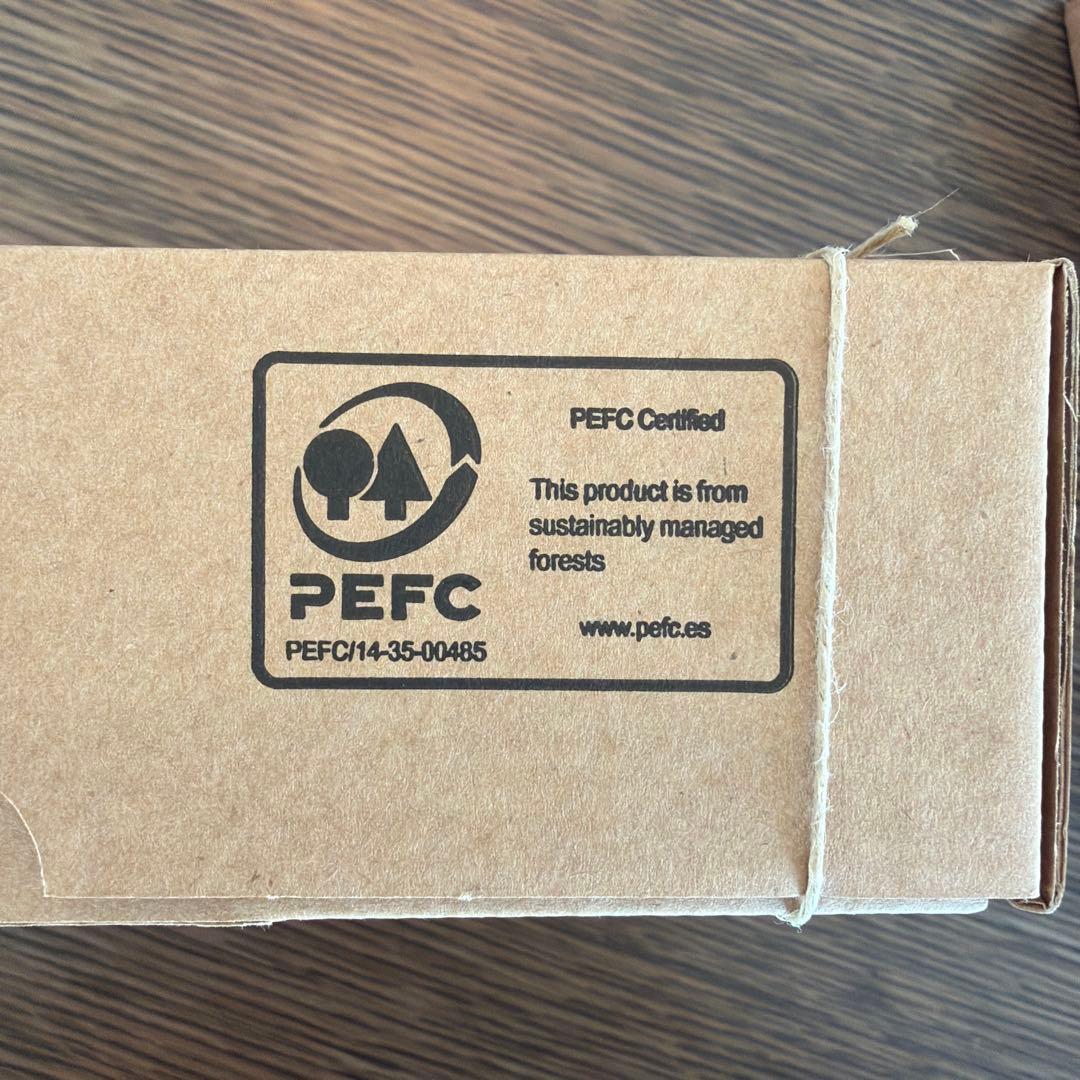 PEFC
PEFC/14-35-00485
PEFC Certified
This product is from
sustainably managed
forests
www.pefc.es